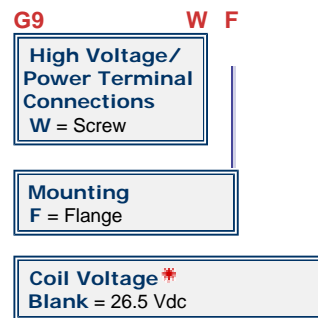 G9 W F
High Voltage/
Power Terminal
Connections
W = Screw
Mounting
F = Flange
Coil Voltage*
Blank = 26.5 Vdc